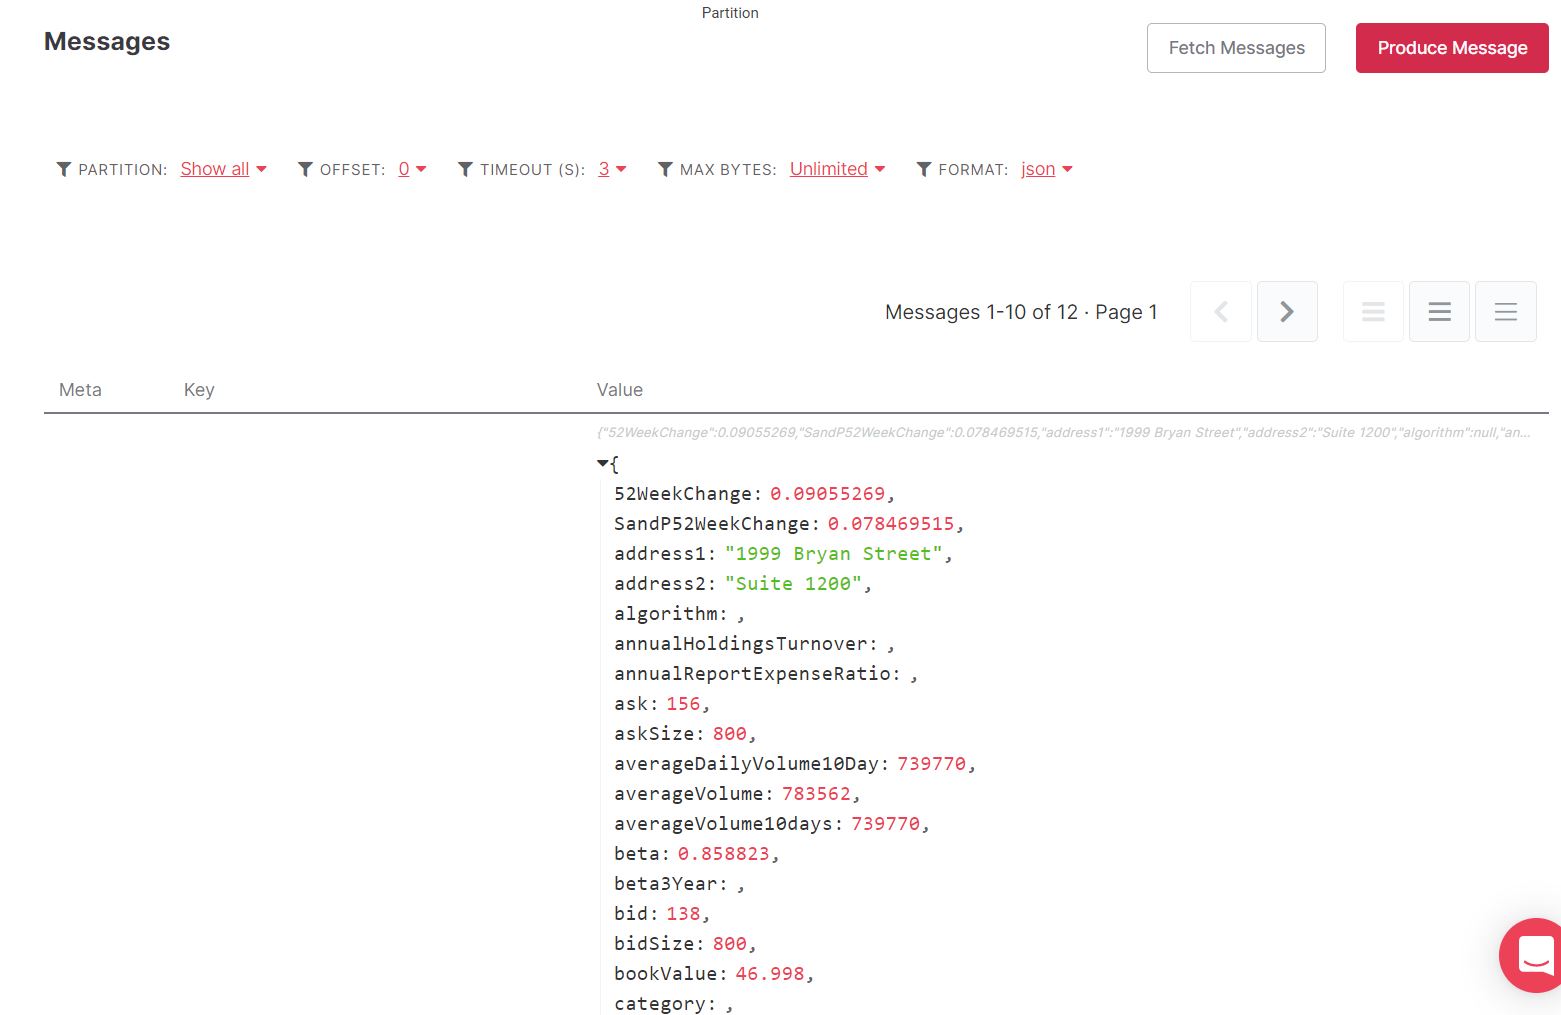 Partition
Messages
Fetch Messages
Produce Message
PARTITION: Show all OFFSET: 0 TIMEOUT (S): 3 MAX BYTES: Unlimited FORMAT: json
Messages 1-10 of 12 · Page 1
Meta Key Value
{"52WeekChange":0.09055269,"SandP52WeekChange":0.078469515,"address1":"1999 Bryan Street","address2":"Suite 1200","algorithm":null,"an...
{
52WeekChange: 0.09055269,
SandP52WeekChange: 0.078469515,
address1: "1999 Bryan Street",
address2: "Suite 1200",
algorithm: ,
annualHoldingsTurnover: ,
annualReportExpenseRatio: ,
ask: 156,
askSize: 800,
averageDailyVolume10Day: 739770,
averageVolume: 783562,
averageVolume10days: 739770,
beta: 0.858823,
beta3Year: ,
bid: 138,
bidSize: 800,
bookValue: 46.998,
category: ,